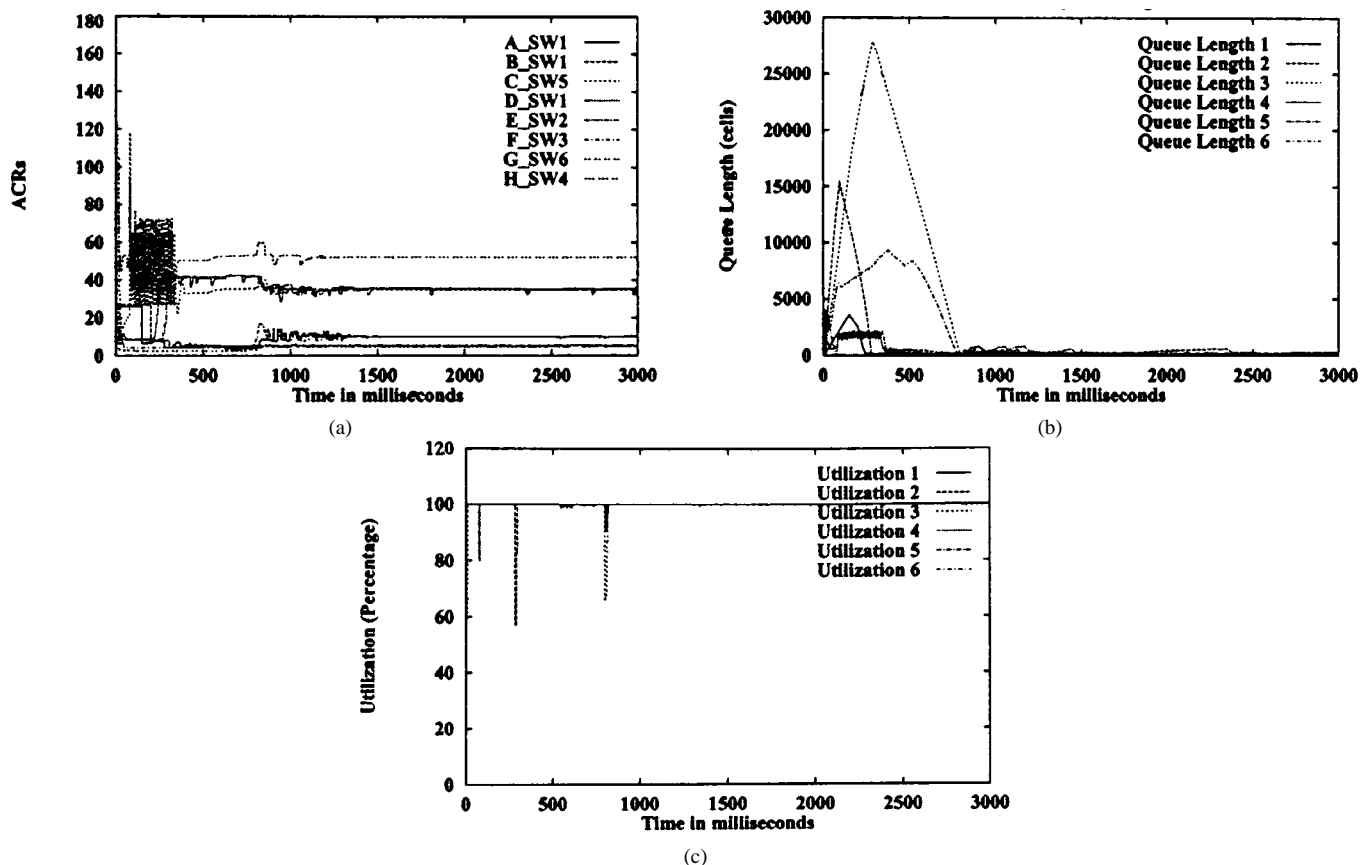 180
160
140
120
100
80
60
40
20
0
ACRs
A_SW1
B_SW1
C_SW5
D_SW1
E_SW2
F_SW3
G_SW6
H_SW4
0 500 1000 1500 2000 2500 3000
Time in milliseconds
(a)
30000
25000
20000
15000
10000
5000
0
Queue Length (cells)
Queue Length 1
Queue Length 2
Queue Length 3
Queue Length 4
Queue Length 5
Queue Length 6
0 500 1000 1500 2000 2500 3000
Time in milliseconds
(b)
120
100
80
60
40
20
0
Utilization (Percentage)
Utilization 1
Utilization 2
Utilization 3
Utilization 4
Utilization 5
Utilization 6
0 500 1000 1500 2000 2500 3000
Time in milliseconds
(c)